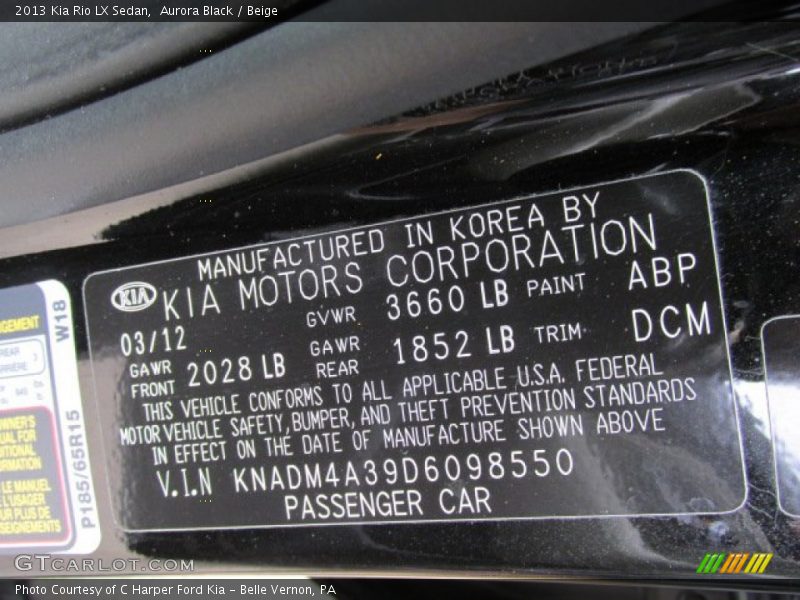 2013 Kia Rio LX Sedan, Aurora Black / Beige
MANUFACTURED IN KOREA BY
KIA KIA MOTORS CORPORATION
03/12 GVWR 3660 LB PAINT ABP
GAWR FRONT 2028 LB GAWR REAR 1852 LB TRIM DCM
THIS VEHICLE CONFORMS TO ALL APPLICABLE U.S.A. FEDERAL
MOTOR VEHICLE SAFETY, BUMPER, AND THEFT PREVENTION STANDARDS
IN EFFECT ON THE DATE OF MANUFACTURE SHOWN ABOVE
V.I.N KNADM4A39D6098550
PASSENGER CAR
W18
P185/65R15
LE MANUEL
GTCARLOT.COM
Photo Courtesy of C Harper Ford Kia – Belle Vernon, PA